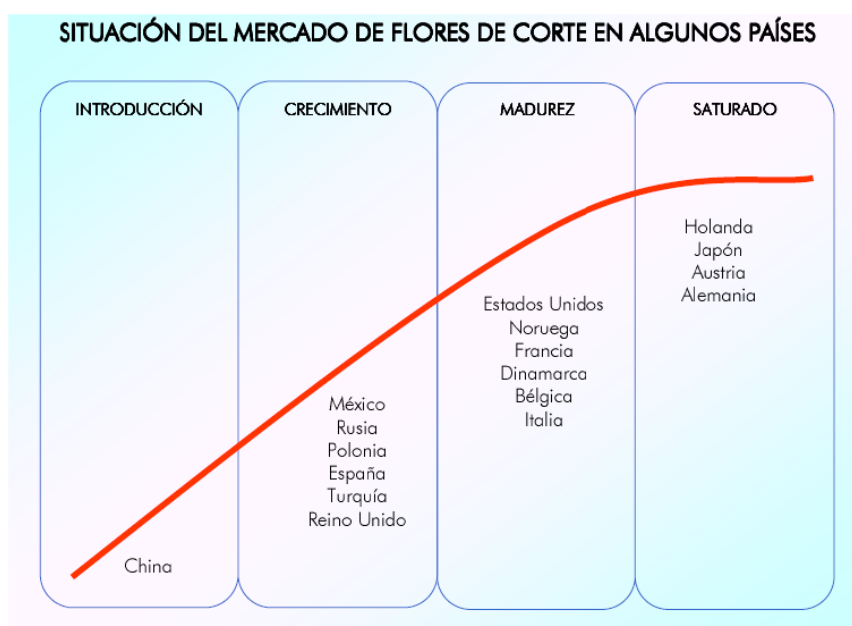 SITUACIÓN DEL MERCADO DE FLORES DE CORTE EN ALGUNOS PAÍSES
INTRODUCCIÓN
China
CRECIMIENTO
México
Rusia
Polonia
España
Turquía
Reino Unido
MADUREZ
Estados Unidos
Noruega
Francia
Dinamarca
Bélgica
Italia
SATURADO
Holanda
Japón
Austria
Alemania